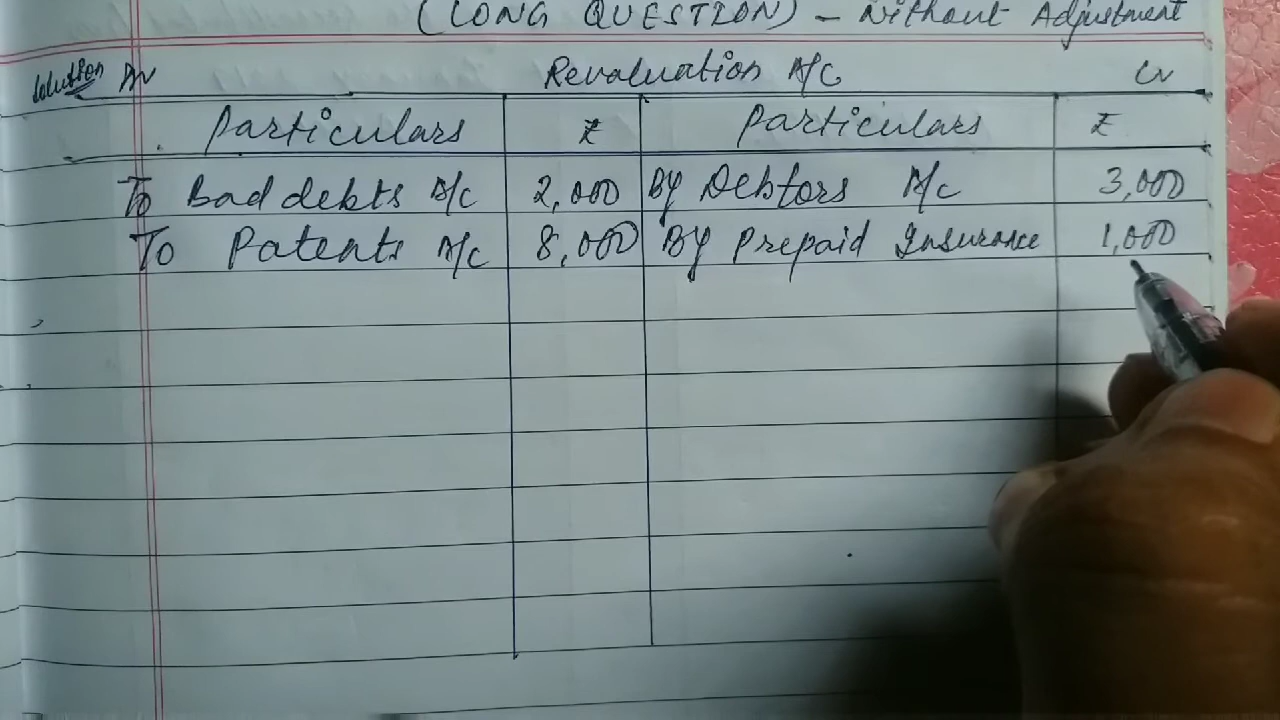 (LONG QUESTION) - Without Adjustment
Solution Dr Revaluation A/C Cr
Particulars ₹ Particulars ₹
To Bad debts A/C 2,000 By Debtors A/C 3,000
To Patents A/C 8,000 By Prepaid Insurance 1,000